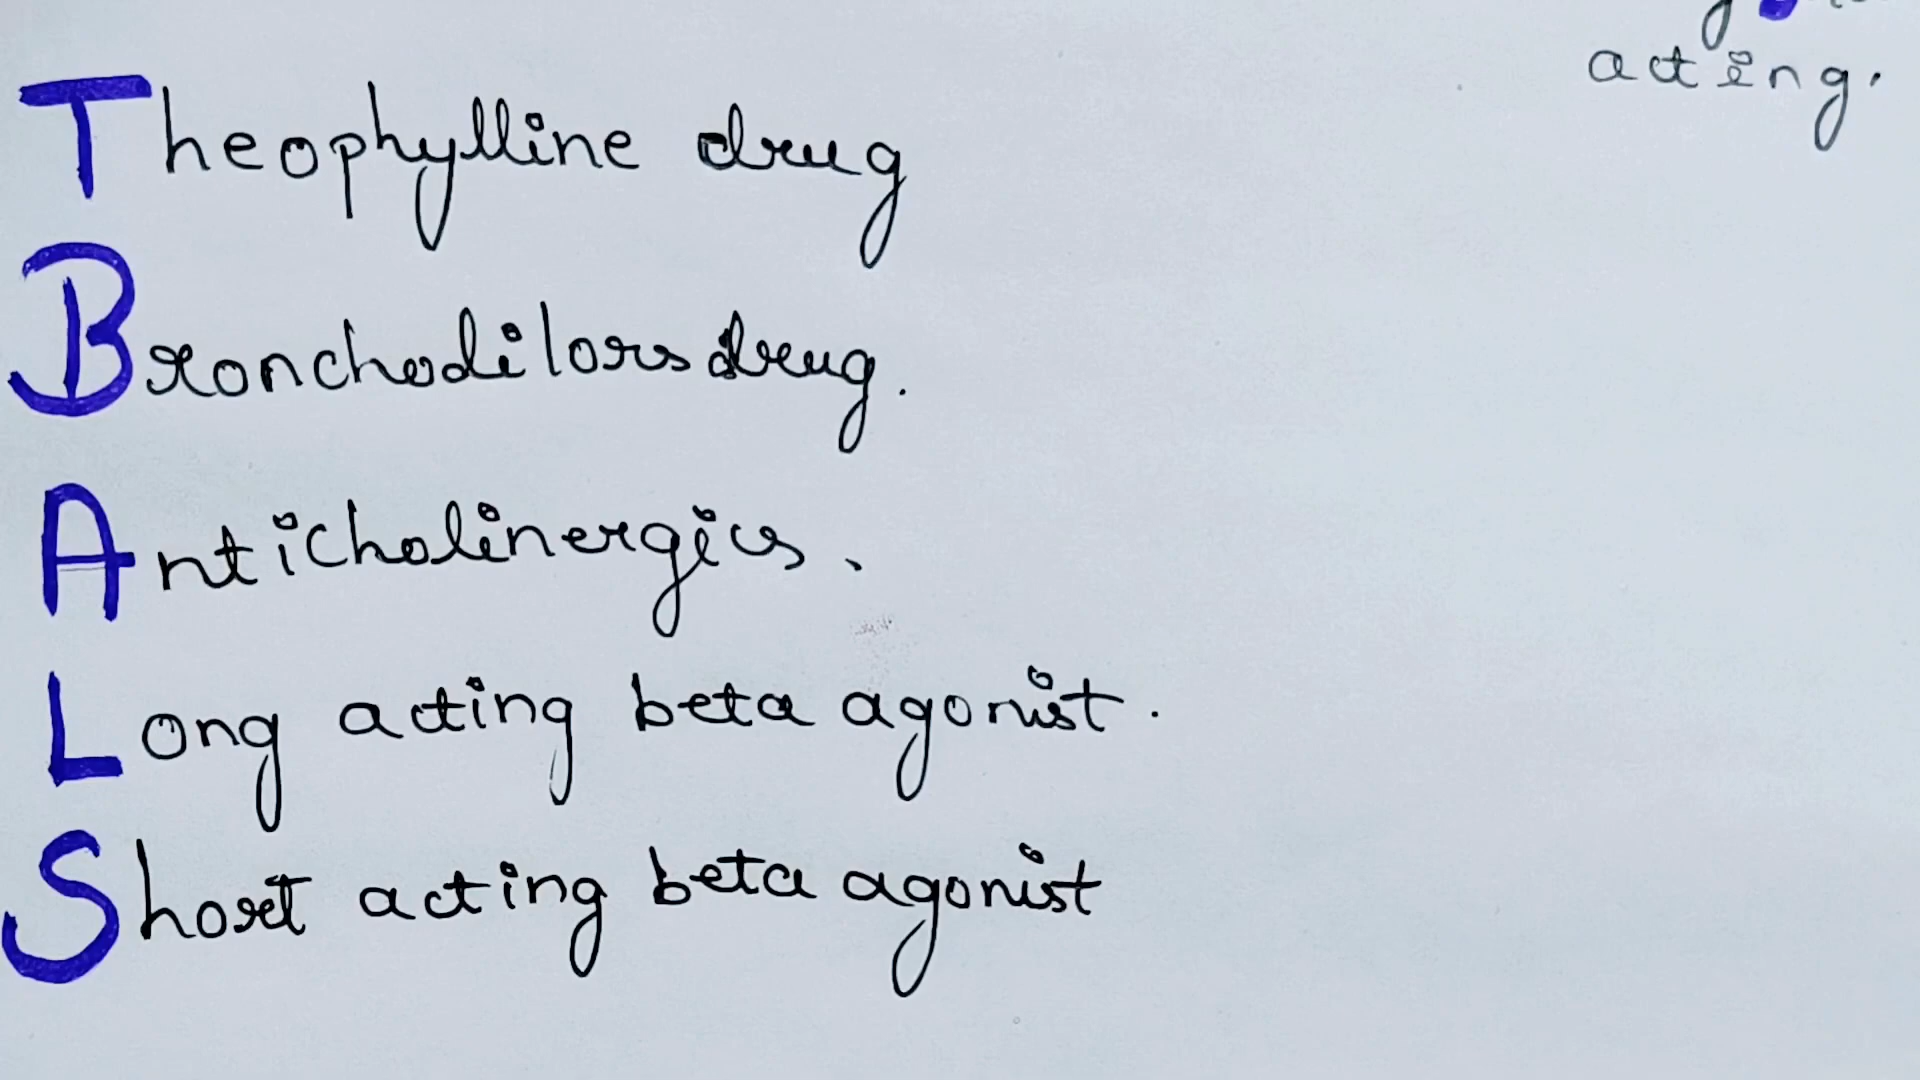 acting.
Theophylline drug
Bronchodilors drug.
Anticholinergics.
Long acting beta agonist.
Short acting beta agonist